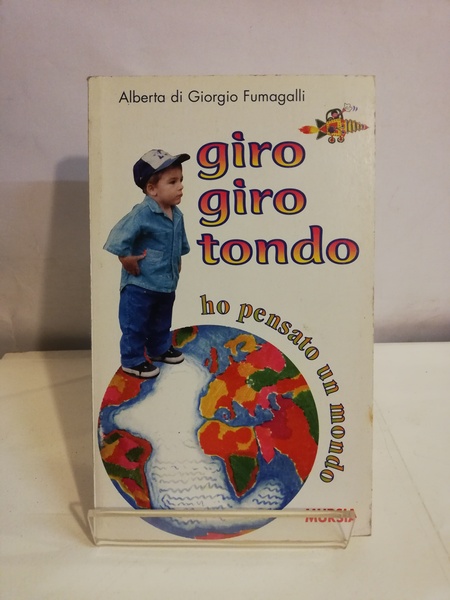 Alberta di Giorgio Fumagalli
giro
giro
tondo
ho pensato un mondo
MURSIA